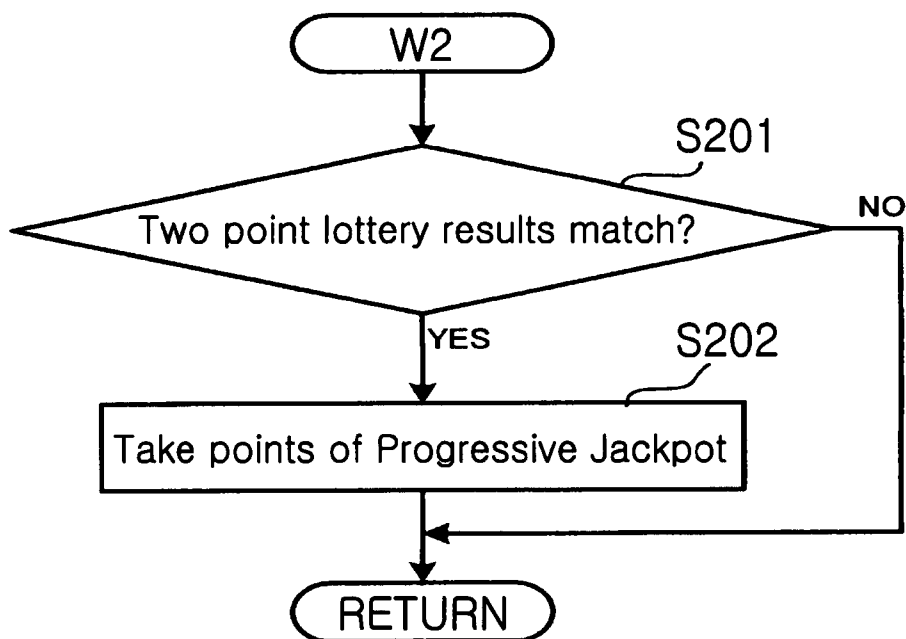 W2
S201
Two point lottery results match?
NO
YES
S202
Take points of Progressive Jackpot
RETURN